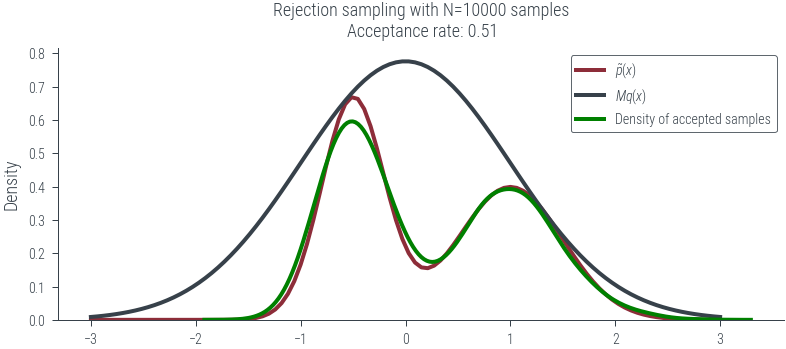 Rejection sampling with N=10000 samples
Acceptance rate: 0.51
Density
0.8
0.7
0.6
0.5
0.4
0.3
0.2
0.1
0.0
−3
−2
−1
0
1
2
3
p̃(x)
Mq(x)
Density of accepted samples